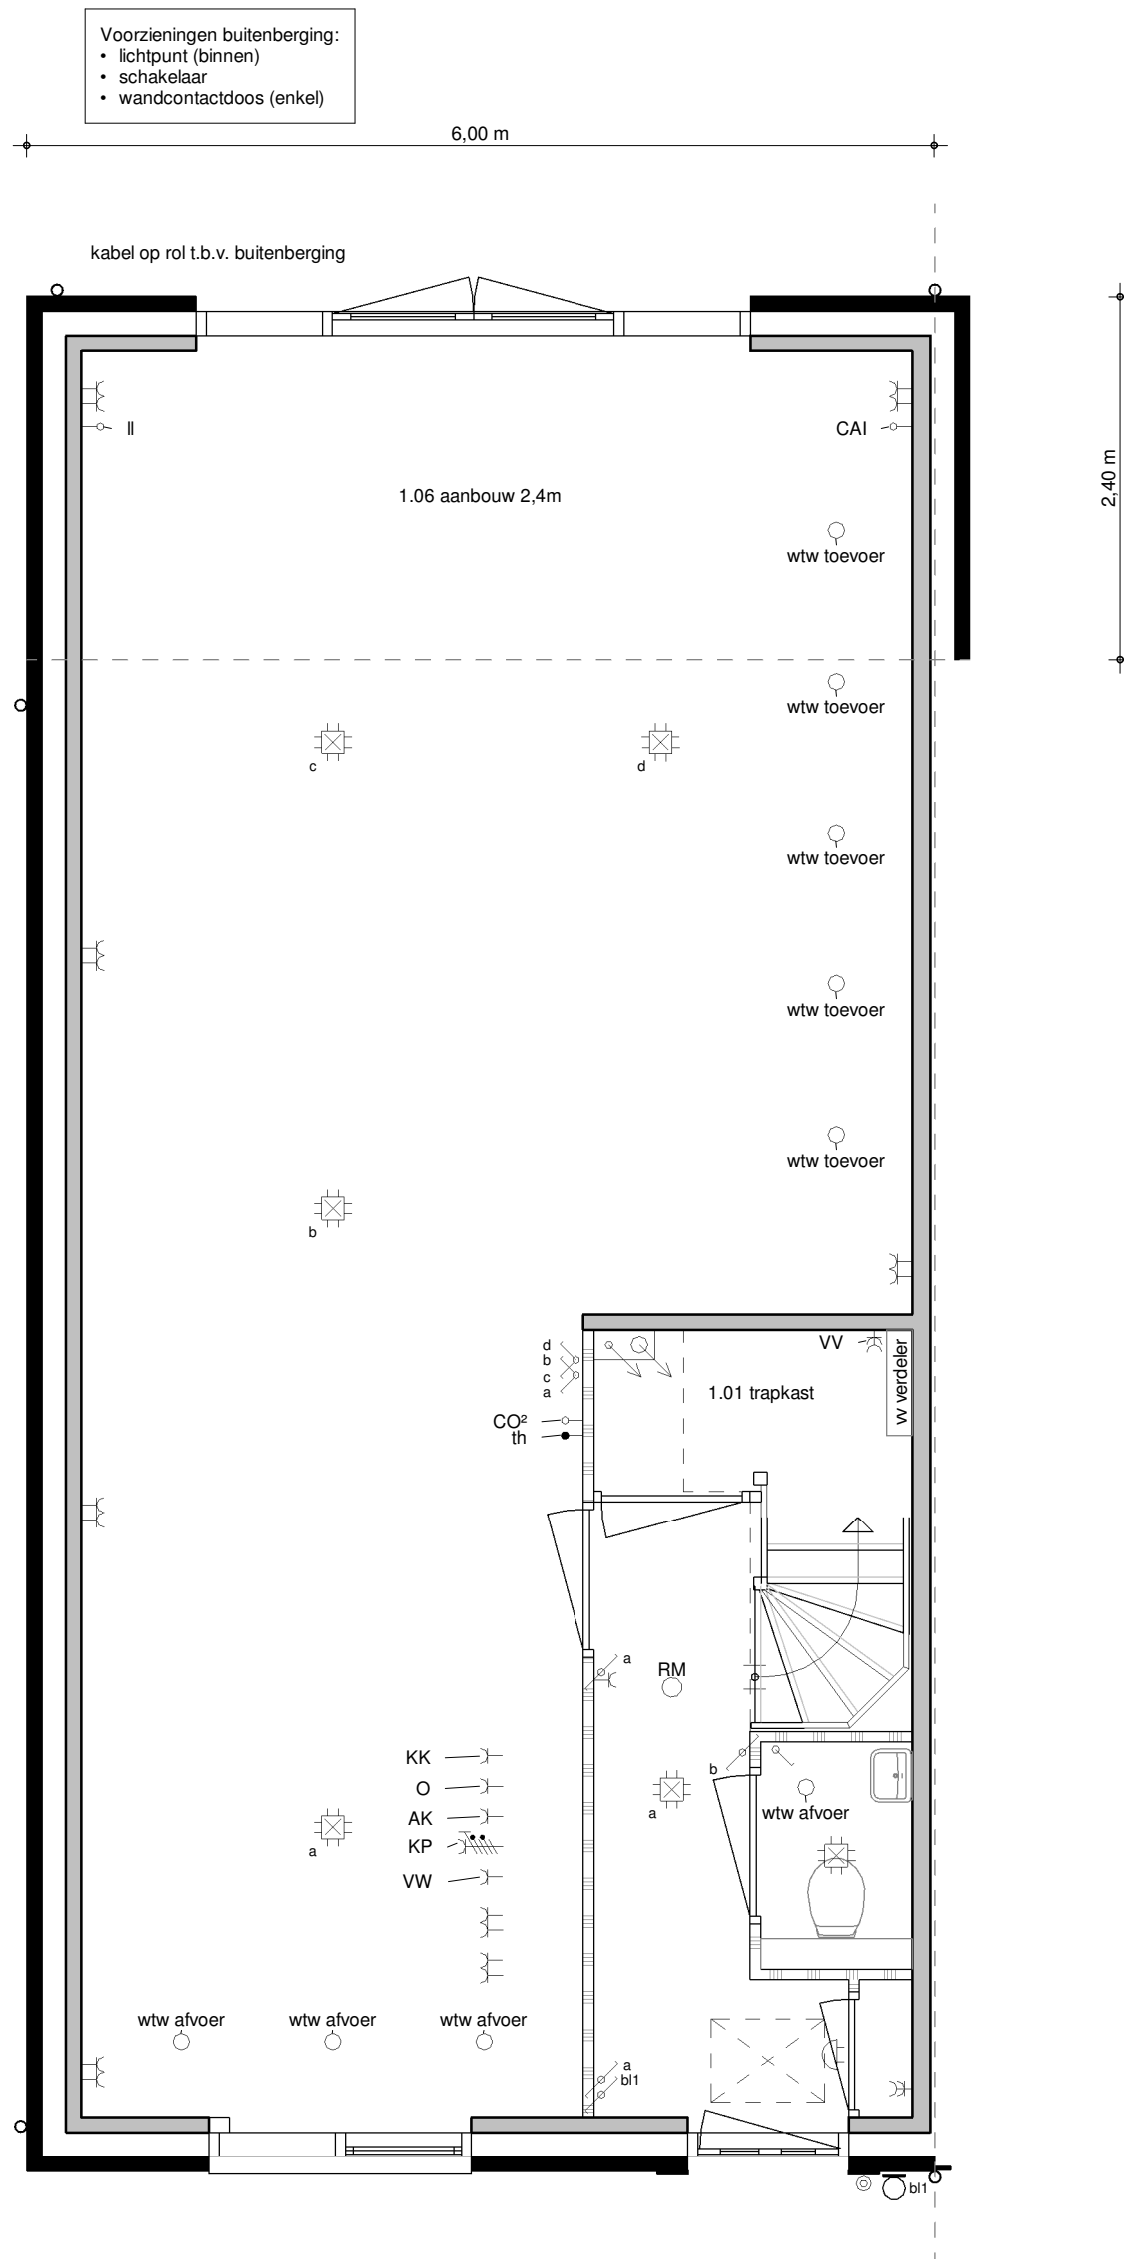 Voorzieningen buitenberging:
• lichtpunt (binnen)
• schakelaar
• wandcontactdoos (enkel)
6,00 m
kabel op rol t.b.v. buitenberging
II
CAI
2,40 m
1.06 aanbouw 2,4m
wtw toevoer
wtw toevoer
c
d
wtw toevoer
wtw toevoer
wtw toevoer
b
d
b
c
a
VV
vv verdeler
1.01 trapkast
CO²
th
a
RM
KK
b
O
a
wtw afvoer
AK
KP
a
VW
wtw afvoer
wtw afvoer
wtw afvoer
a
bl1
bl1